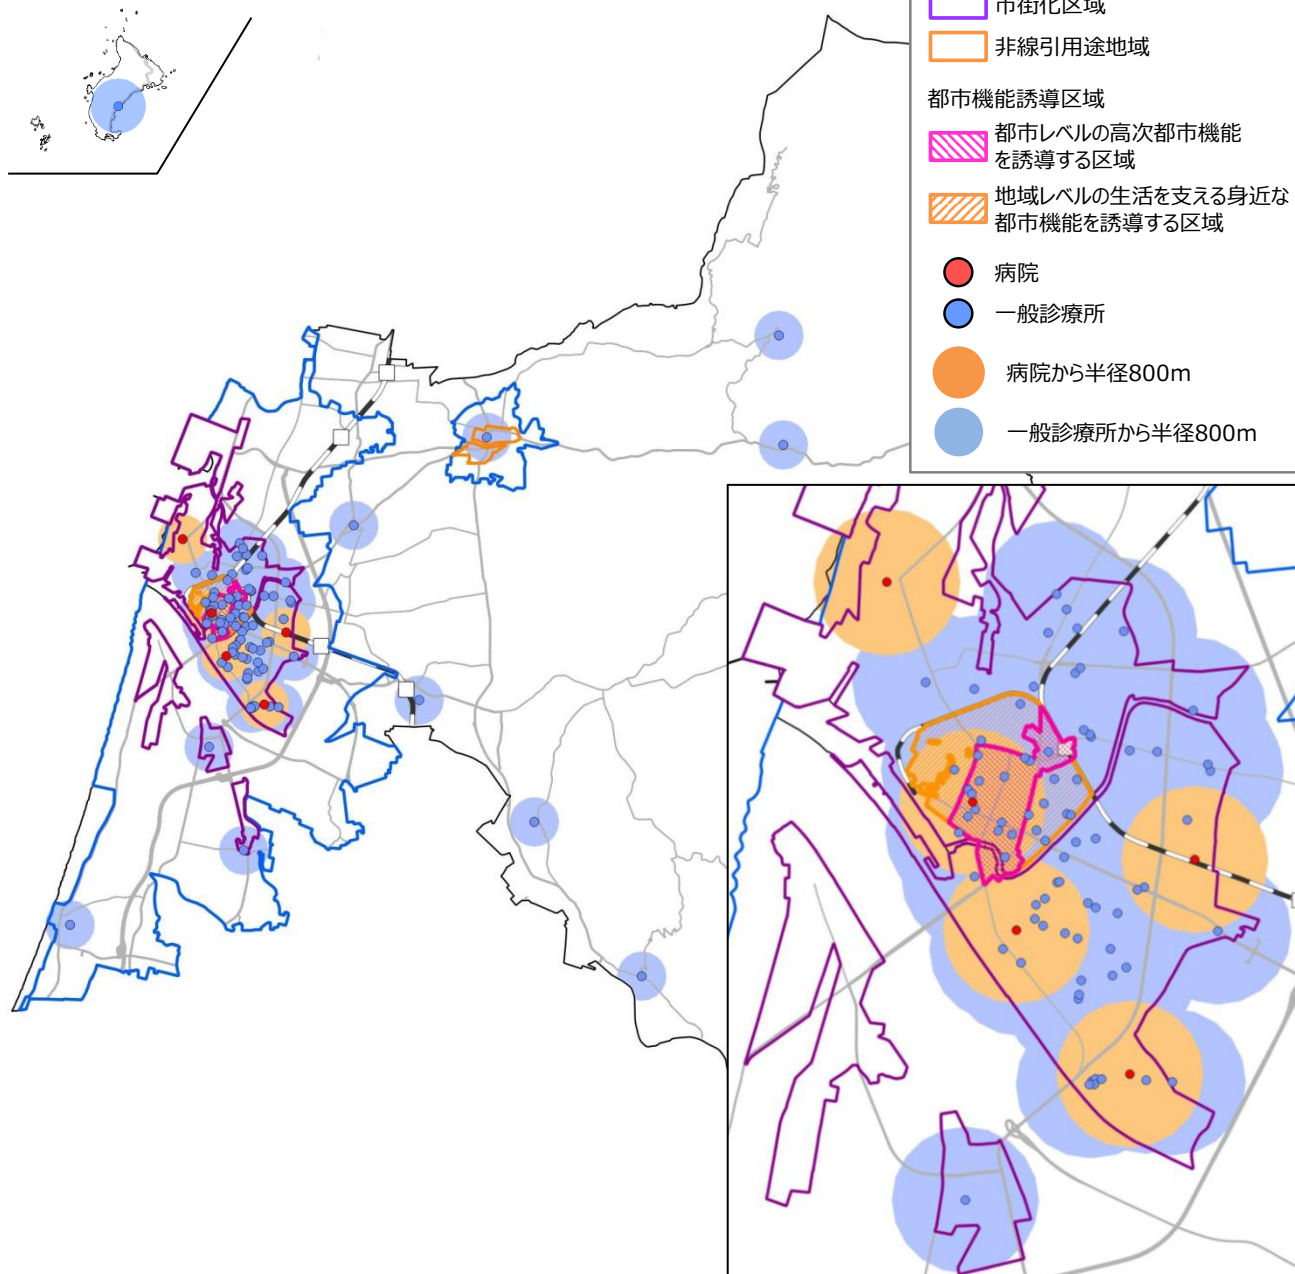 市街化区域
非線引用途地域
都市機能誘導区域
都市レベルの高次都市機能
を誘導する区域
地域レベルの生活を支える身近な
都市機能を誘導する区域
病院
一般診療所
病院から半径800m
一般診療所から半径800m